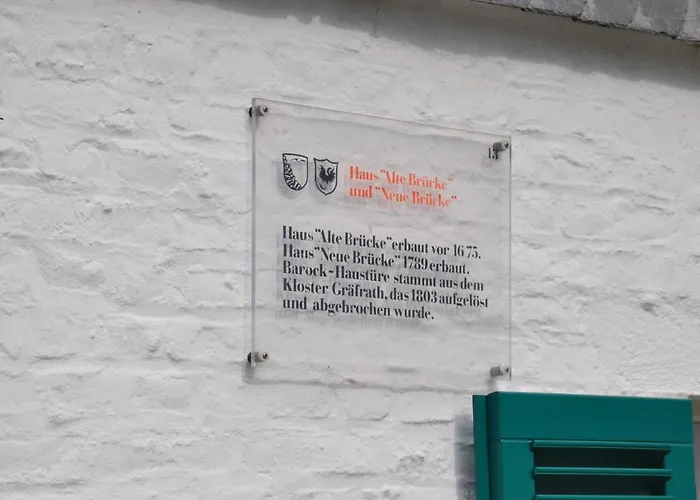 Haus "Alte Brücke"
und "Neue Brücke"
Haus "Alte Brücke" erbaut vor 1675.
Haus "Neue Brücke" 1789 erbaut.
Barock-Haustüre stammt aus dem
Kloster Gräfrath, das 1803 aufgelöst
und abgebrochen wurde.